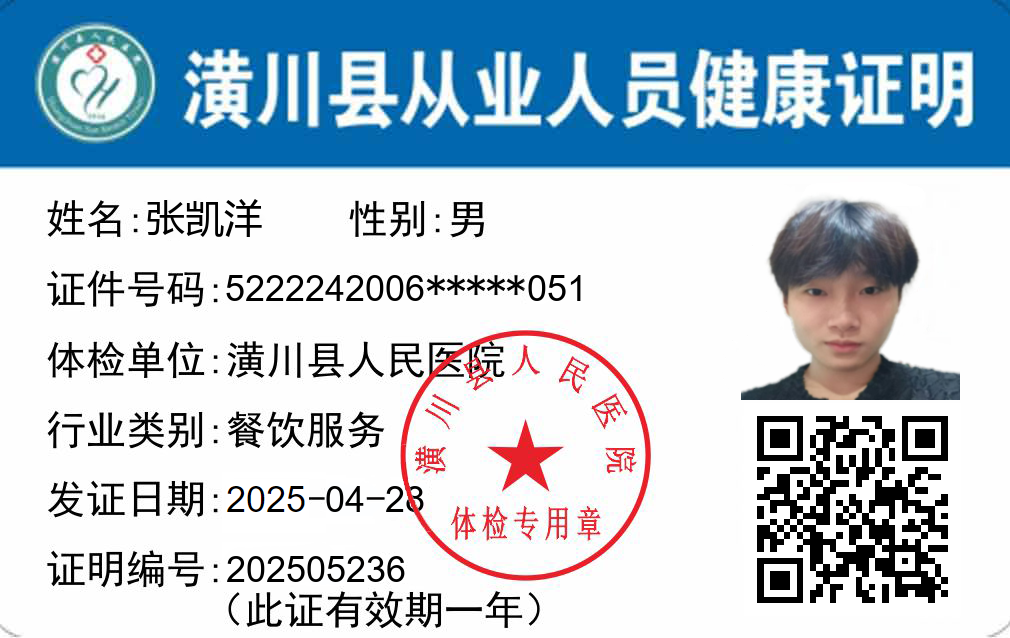 潢川县从业人员健康证明
姓名:张凯洋 性别:男
证件号码:5222242006*****051
体检单位:潢川县人民医院
行业类别:餐饮服务
发证日期:2025-04-28
证明编号:202505236
(此证有效期一年)
潢川县人民医院
体检专用章